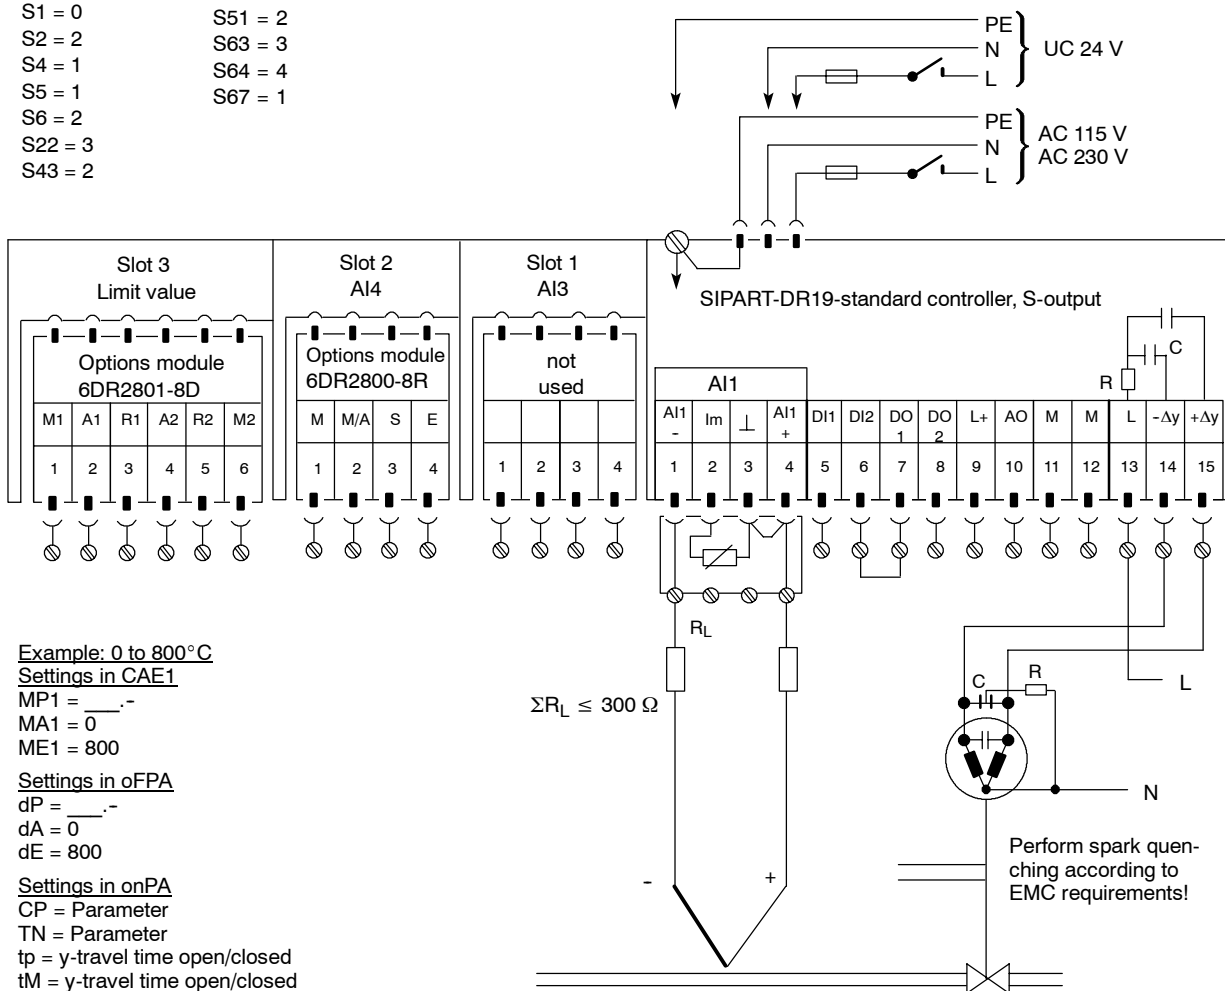 S1 = 0
S2 = 2
S4 = 1
S5 = 1
S6 = 2
S22 = 3
S43 = 2
S51 = 2
S63 = 3
S64 = 4
S67 = 1
PE
N
L
UC 24 V
PE
N
L
AC 115 V
AC 230 V
Slot 3
Limit value
Slot 2
AI4
Slot 1
AI3
SIPART-DR19-standard controller, S-output
Options module
6DR2801-8D
Options module
6DR2800-8R
not
used
AI1
R
C
M1 A1 R1 A2 R2 M2
1 2 3 4 5 6
M M/A S E
1 2 3 4
1 2 3 4
AI1 - Im ⊥ AI1 + DI1 DI2 DO 1 DO 2 L+ AO M M L -Δy +Δy
1 2 3 4 5 6 7 8 9 10 11 12 13 14 15
RL
ΣRL ≤ 300 Ω
C
R
L
N
Perform spark quen-
ching according to
EMC requirements!
- +
Example: 0 to 800°C
Settings in CAE1
MP1 = ___.-
MA1 = 0
ME1 = 800
Settings in oFPA
dP = ___.-
dA = 0
dE = 800
Settings in onPA
CP = Parameter
TN = Parameter
tp = y-travel time open/closed
tM = y-travel time open/closed